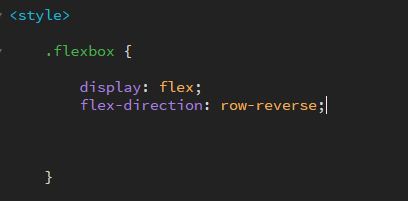 <style>
.flexbox {
display: flex;
flex-direction: row-reverse;
}